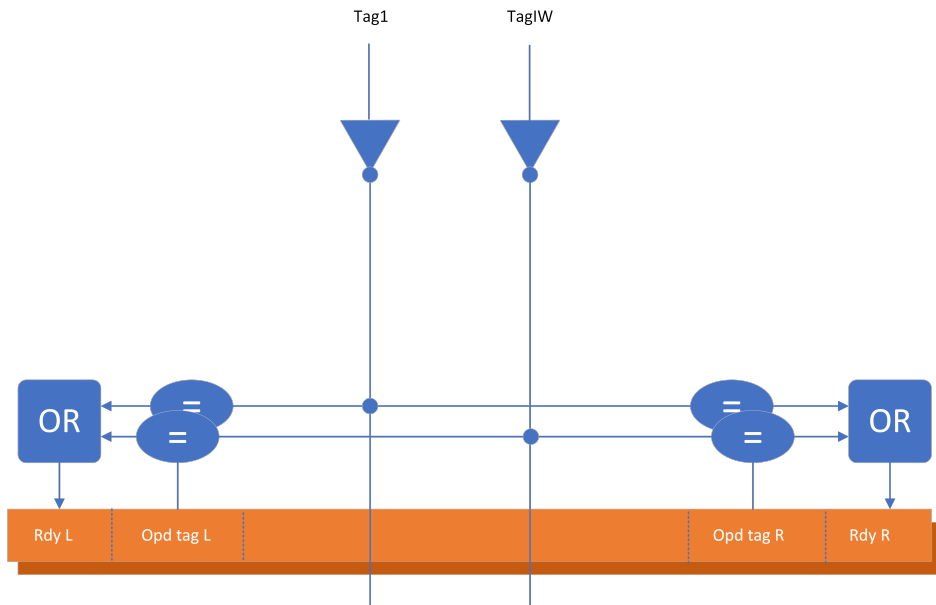 Tag1 TagIW
OR = = OR
= =
Rdy L Opd tag L Opd tag R Rdy R